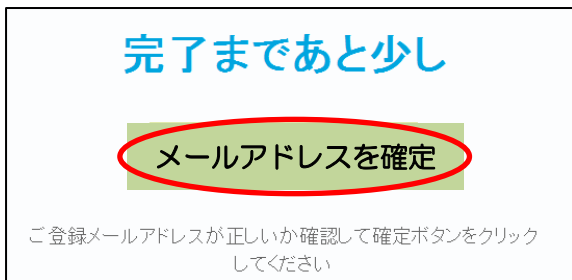 完了まであと少し
メールアドレスを確定
ご登録メールアドレスが正しいか確認して確定ボタンをクリック
してください